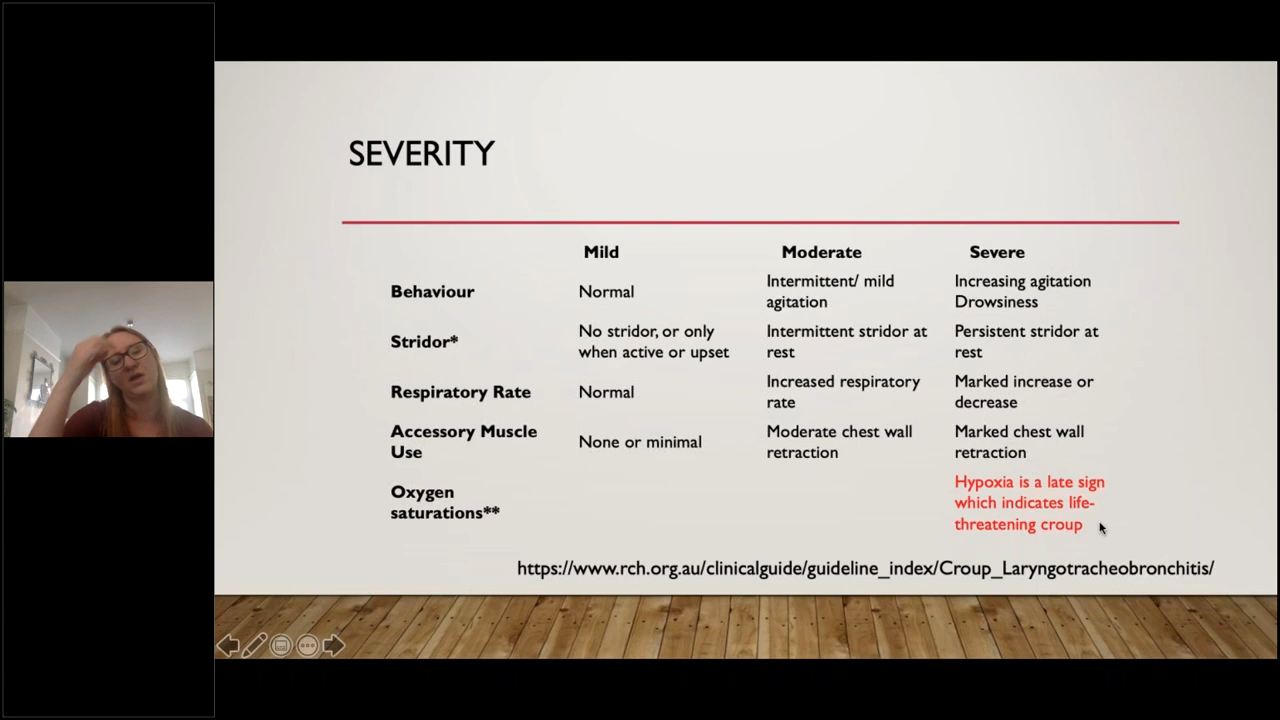 SEVERITY
Mild Moderate Severe
Behaviour Normal Intermittent/ mild agitation Increasing agitation Drowsiness
Stridor* No stridor, or only when active or upset Intermittent stridor at rest Persistent stridor at rest
Respiratory Rate Normal Increased respiratory rate Marked increase or decrease
Accessory Muscle Use None or minimal Moderate chest wall retraction Marked chest wall retraction
Oxygen saturations** Hypoxia is a late sign which indicates life-threatening croup
https://www.rch.org.au/clinicalguide/guideline_index/Croup_Laryngotracheobronchitis/